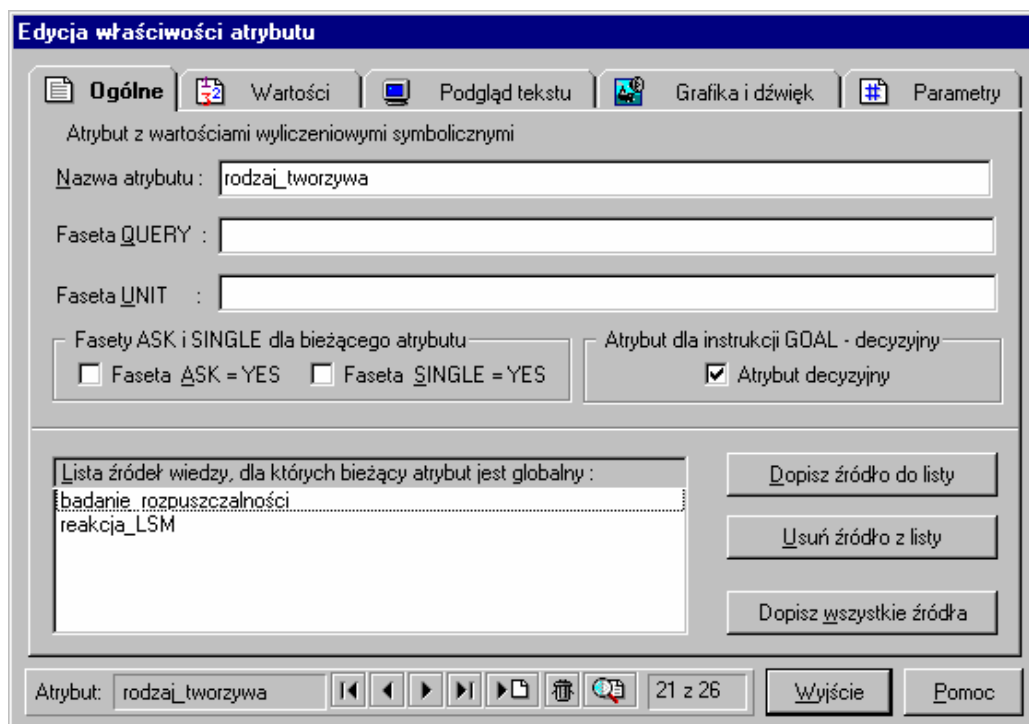 Edycja właściwości atrybutu
Ogólne Wartości Podgląd tekstu Grafika i dźwięk Parametry
Atrybut z wartościami wyliczeniowymi symbolicznymi
Nazwa atrybutu : rodzaj_tworzywa
Faseta QUERY :
Faseta UNIT :
Fasety ASK i SINGLE dla bieżącego atrybutu
Faseta ASK = YES Faseta SINGLE = YES
Atrybut dla instrukcji GOAL - decyzyjny
Atrybut decyzyjny
Lista źródeł wiedzy, dla których bieżący atrybut jest globalny :
badanie_rozpuszczalności
reakcja_LSM
Dopisz źródło do listy
Usuń źródło z listy
Dopisz wszystkie źródła
Atrybut: rodzaj_tworzywa 21 z 26 Wyjście Pomoc